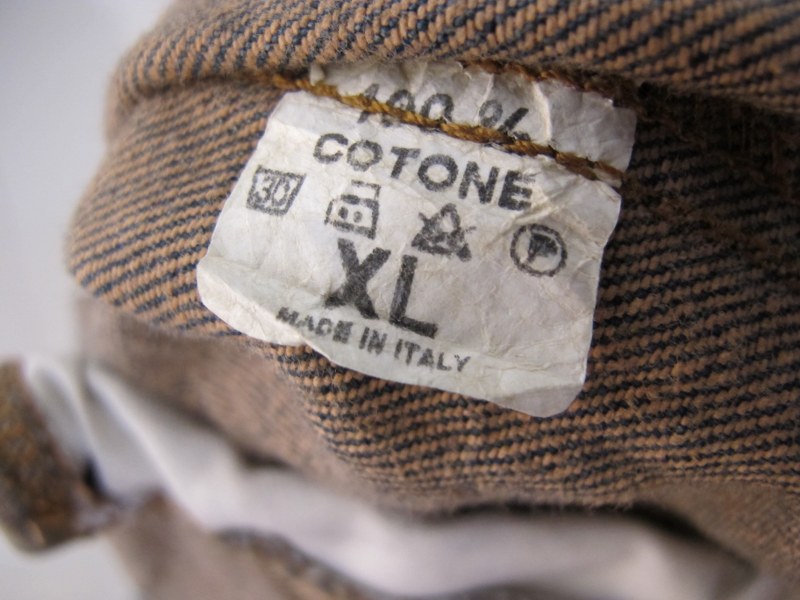 100 %
COTONE
30 P
XL
MADE IN ITALY